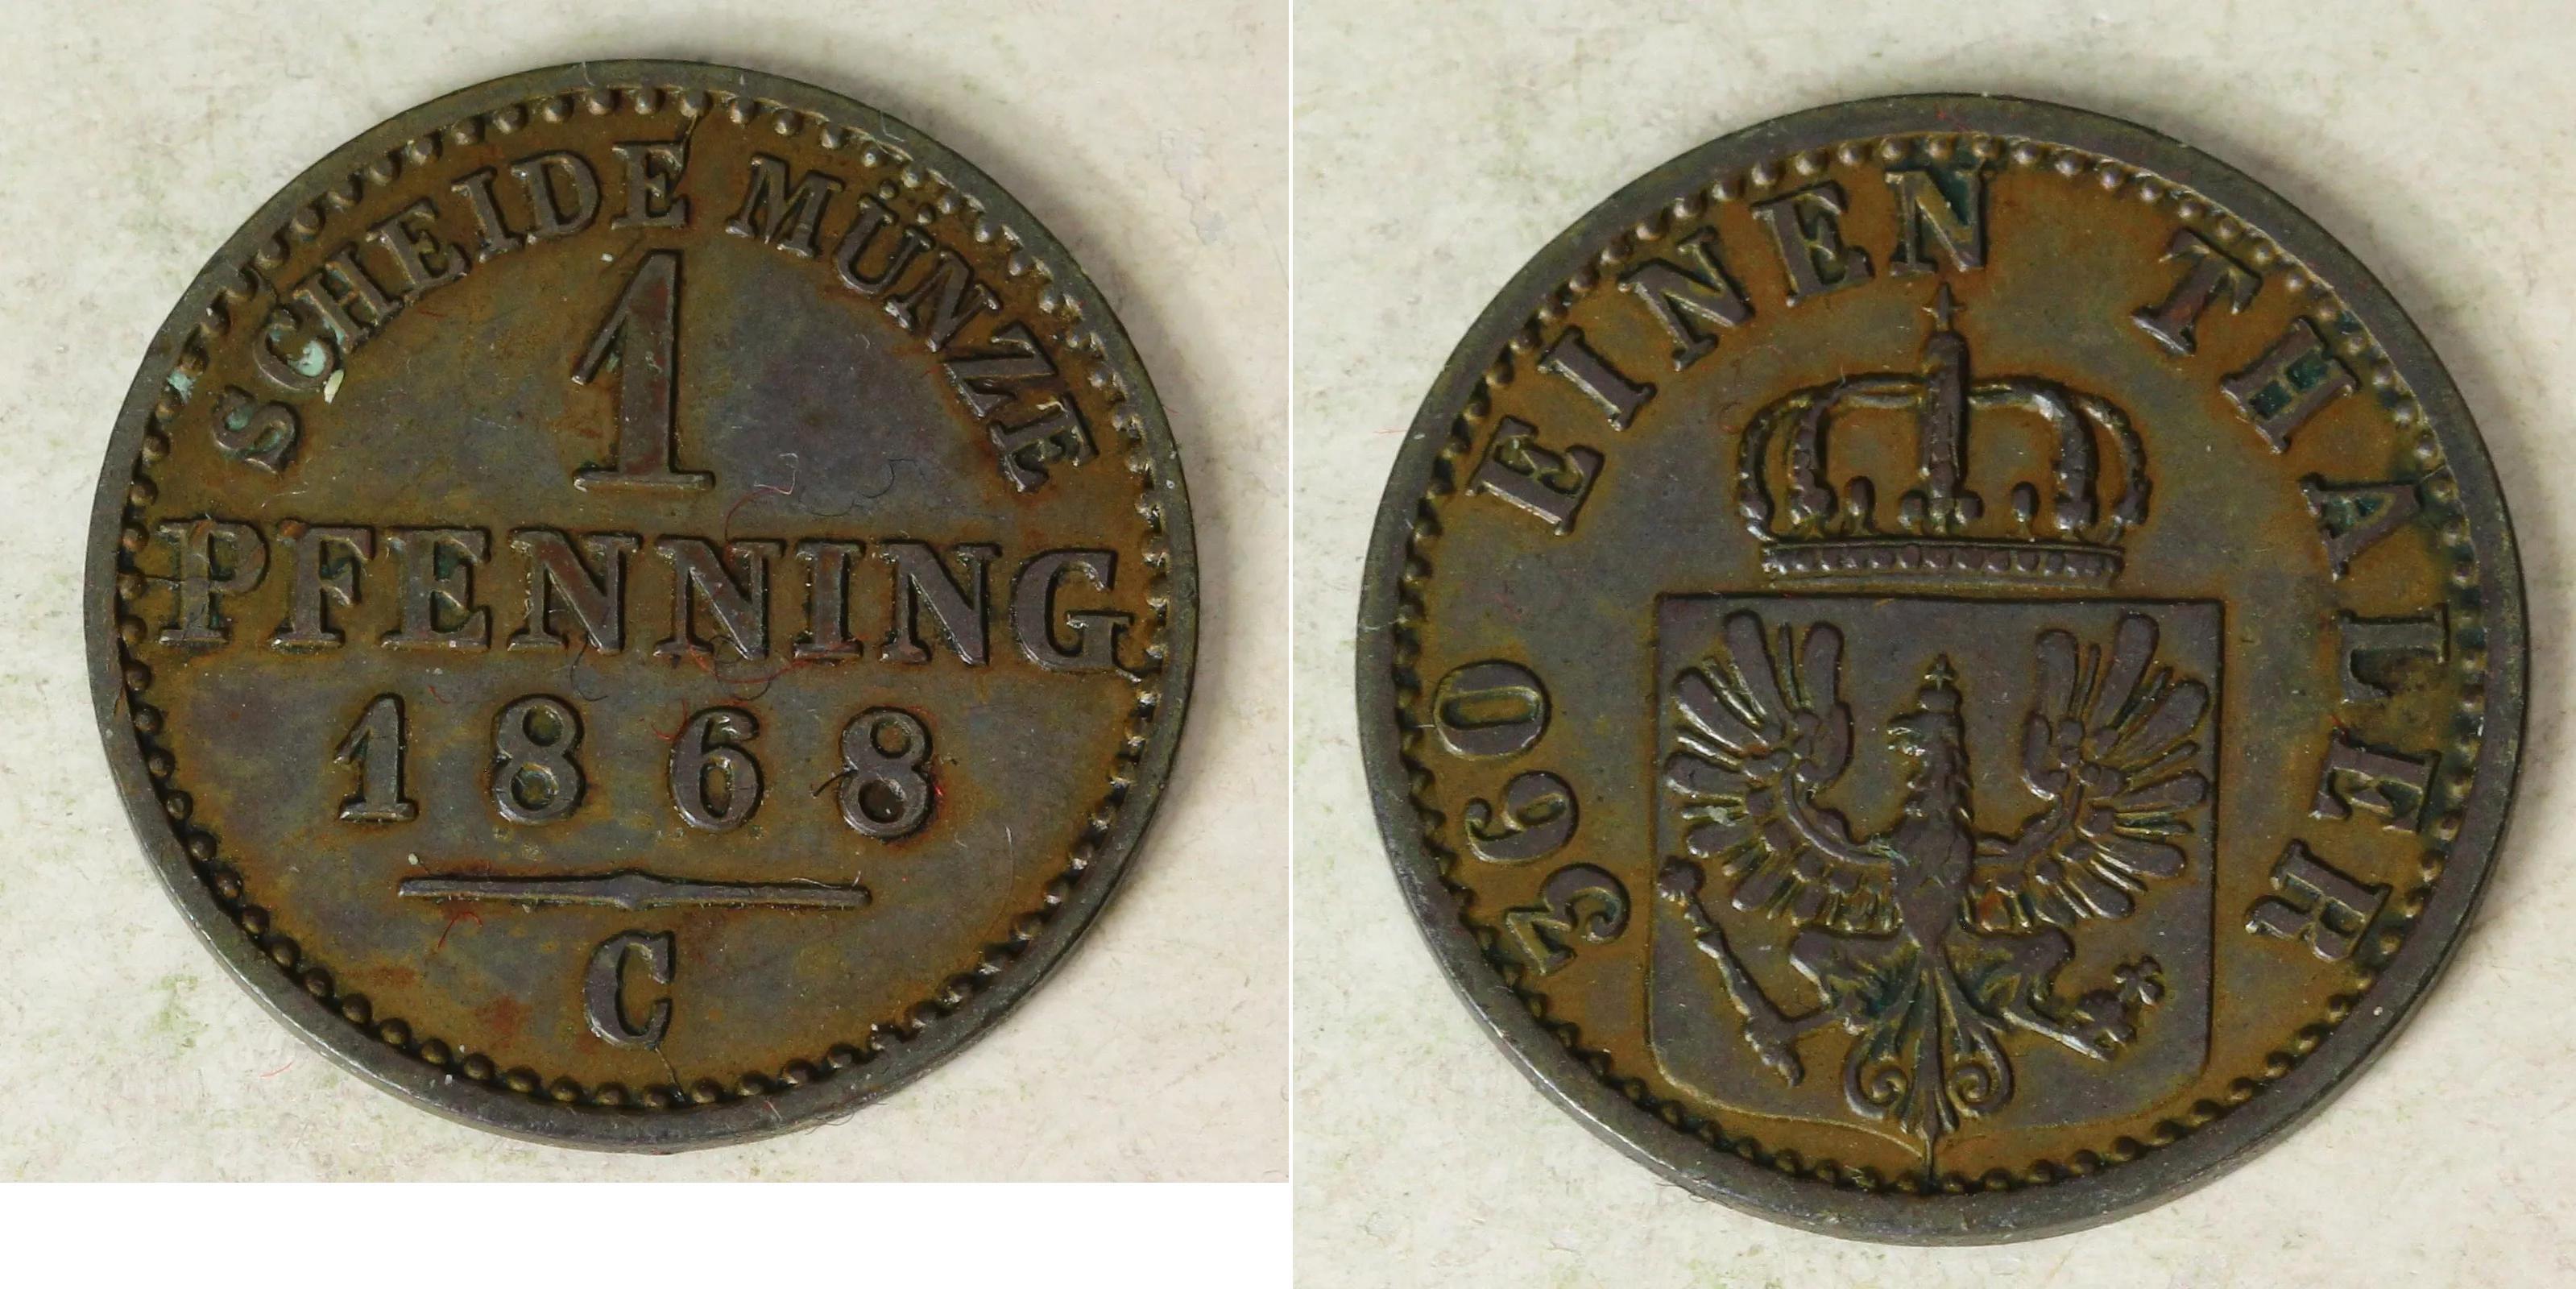 SCHEIDE MÜNZE
1
PFENNING
1868
C
360 EINEN THALER